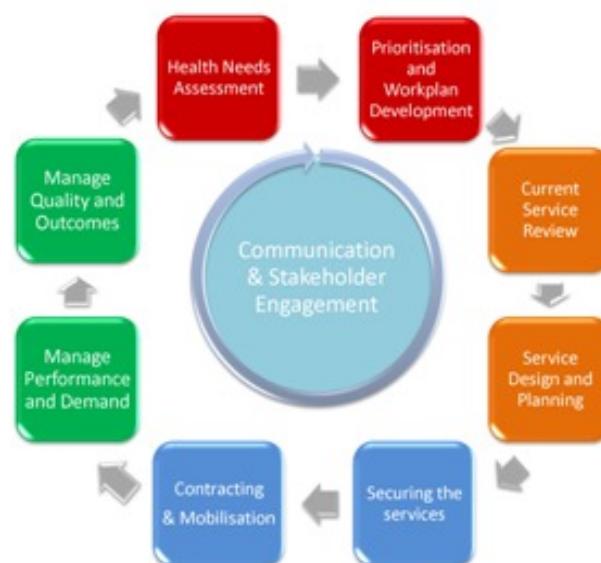 Health Needs
Assessment
Prioritisation
and
Workplan
Development
Current
Service
Review
Service
Design and
Planning
Securing the
services
Contracting
& Mobilisation
Manage
Performance
and Demand
Manage
Quality and
Outcomes
Communication
& Stakeholder
Engagement